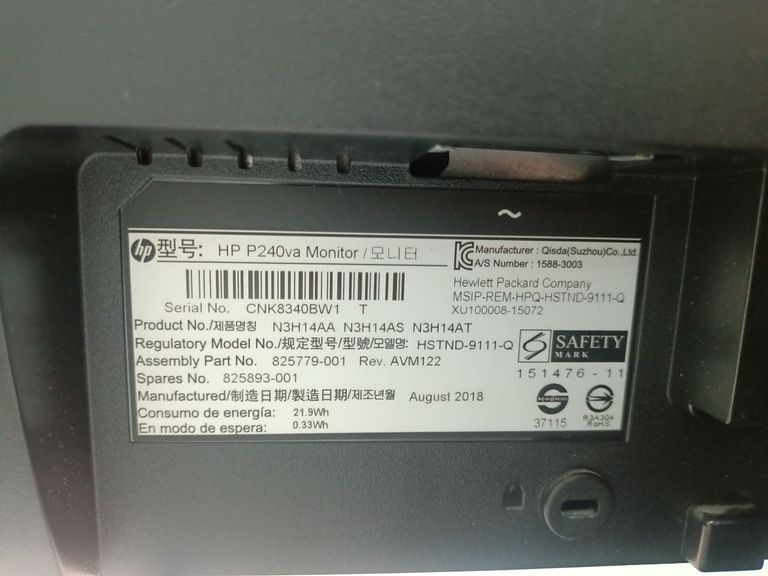 ~
hp 型号: HP P240va Monitor /모니터
Manufacturer : Qisda(Suzhou)Co.,Ltd.
A/S Number : 1588-3003
Hewlett Packard Company
MSIP-REM-HPQ-HSTND-9111-Q
XU100008-15072
Serial No. CNK8340BW1 T
Product No./제품명칭 N3H14AA N3H14AS N3H14AT
Regulatory Model No./规定型号/型號/모델명: HSTND-9111-Q
Assembly Part No. 825779-001 Rev. AVM122
Spares No. 825893-001
Manufactured/制造日期/製造日期/제조년월 August 2018
Consumo de energía: 21.9Wh
En modo de espera: 0.33Wh
S SAFETY
MARK
151476-11
37115
R3A304
RoHS